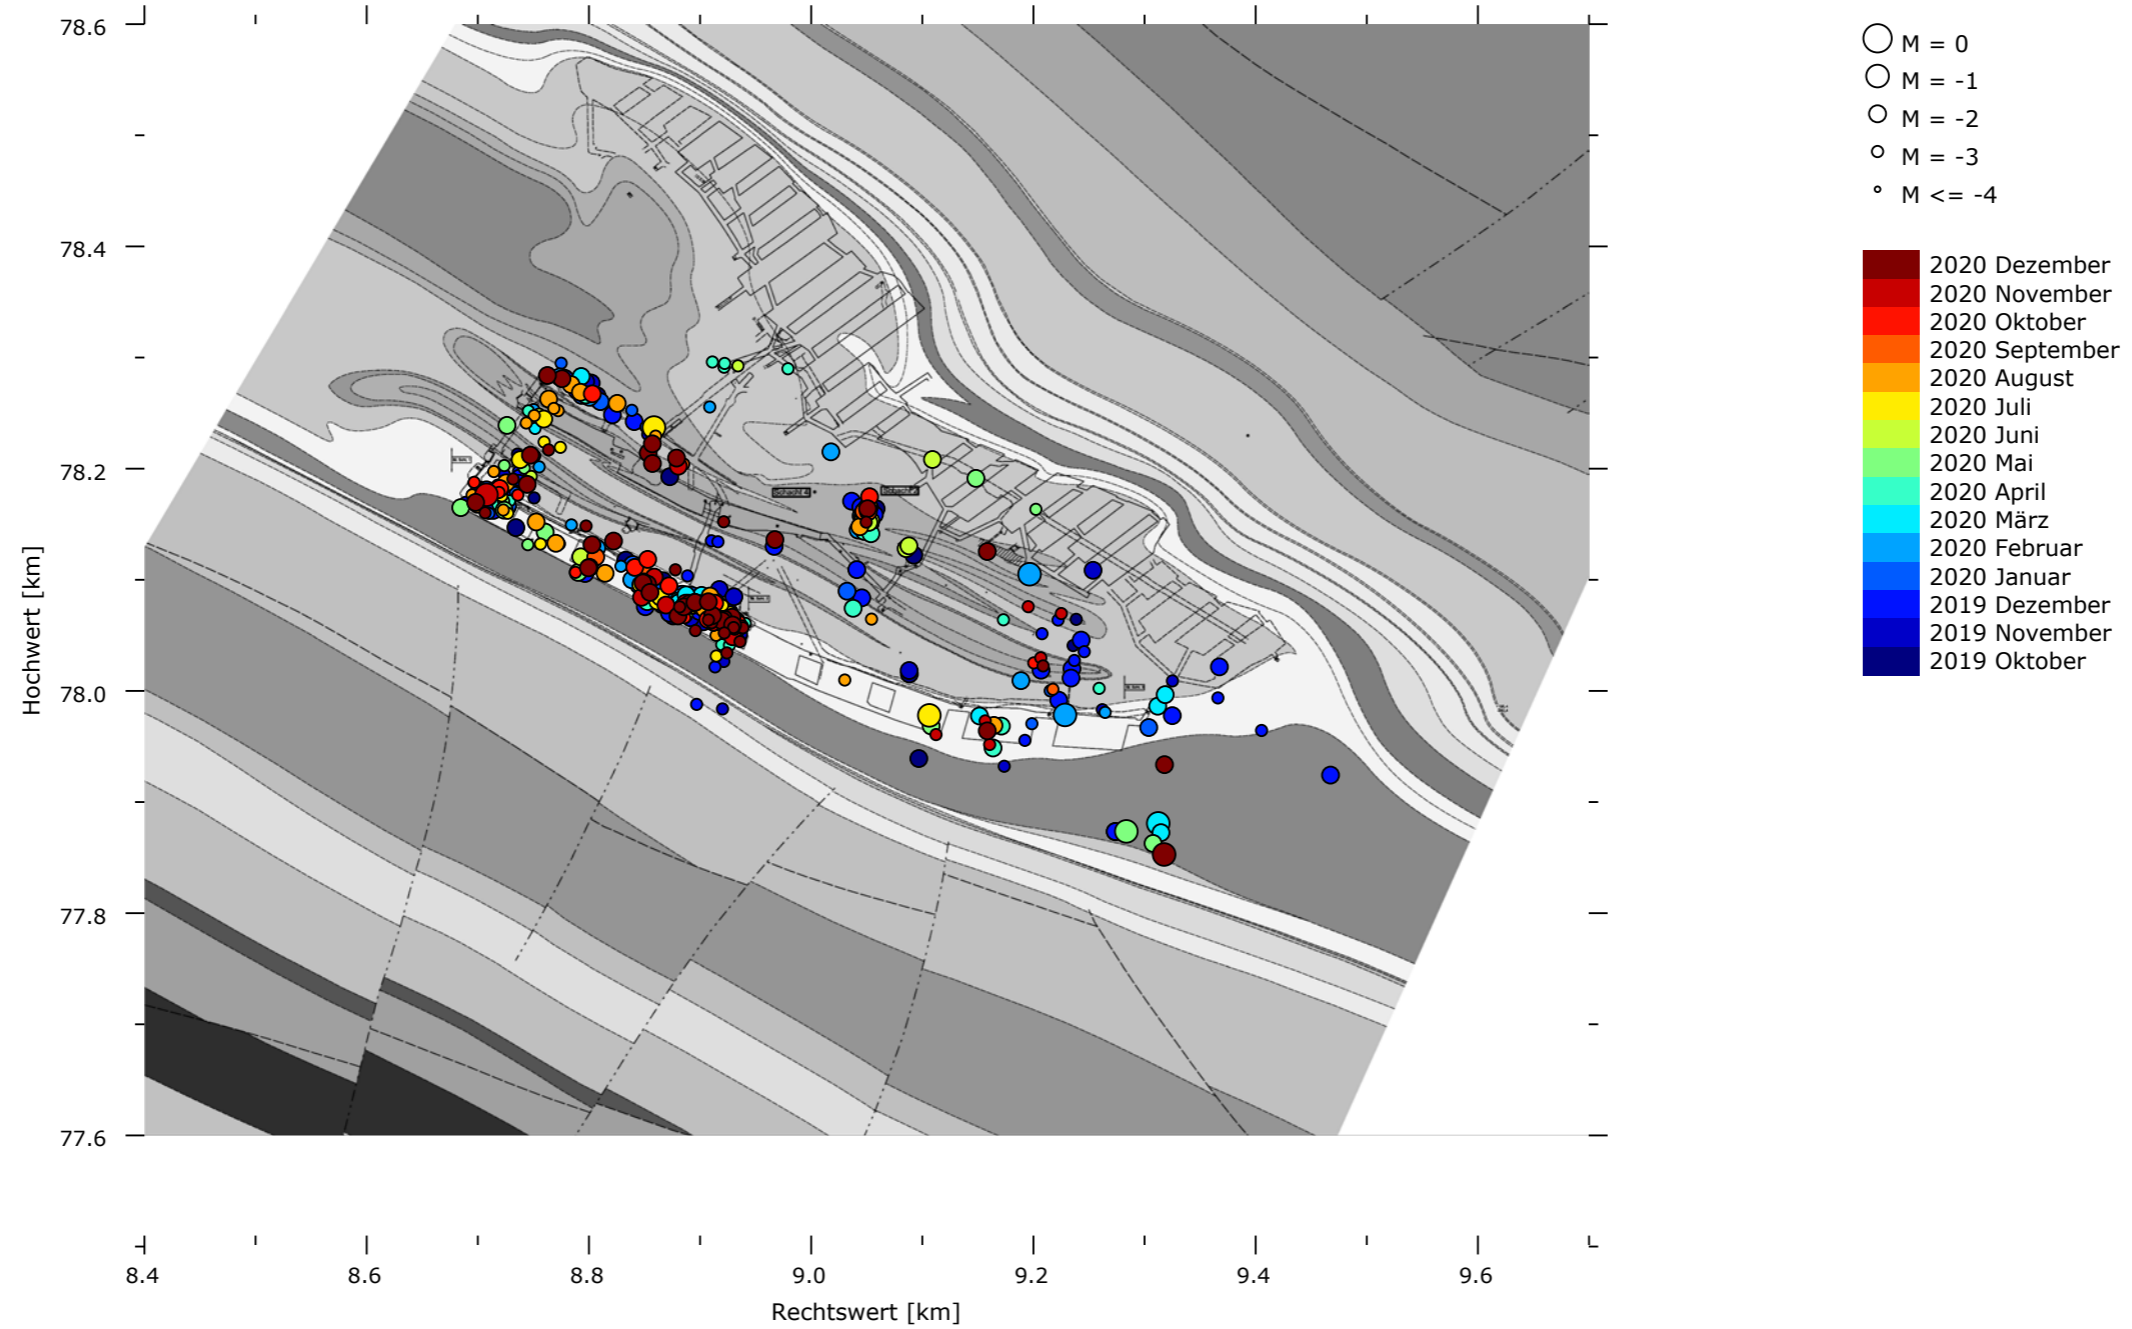 78.6
78.4
78.2
78.0
77.8
77.6
Hochwert [km]
8.4
8.6
8.8
9.0
9.2
9.4
9.6
Rechtswert [km]
M = 0
M = -1
M = -2
M = -3
M <= -4
2020 Dezember
2020 November
2020 Oktober
2020 September
2020 August
2020 Juli
2020 Juni
2020 Mai
2020 April
2020 März
2020 Februar
2020 Januar
2019 Dezember
2019 November
2019 Oktober